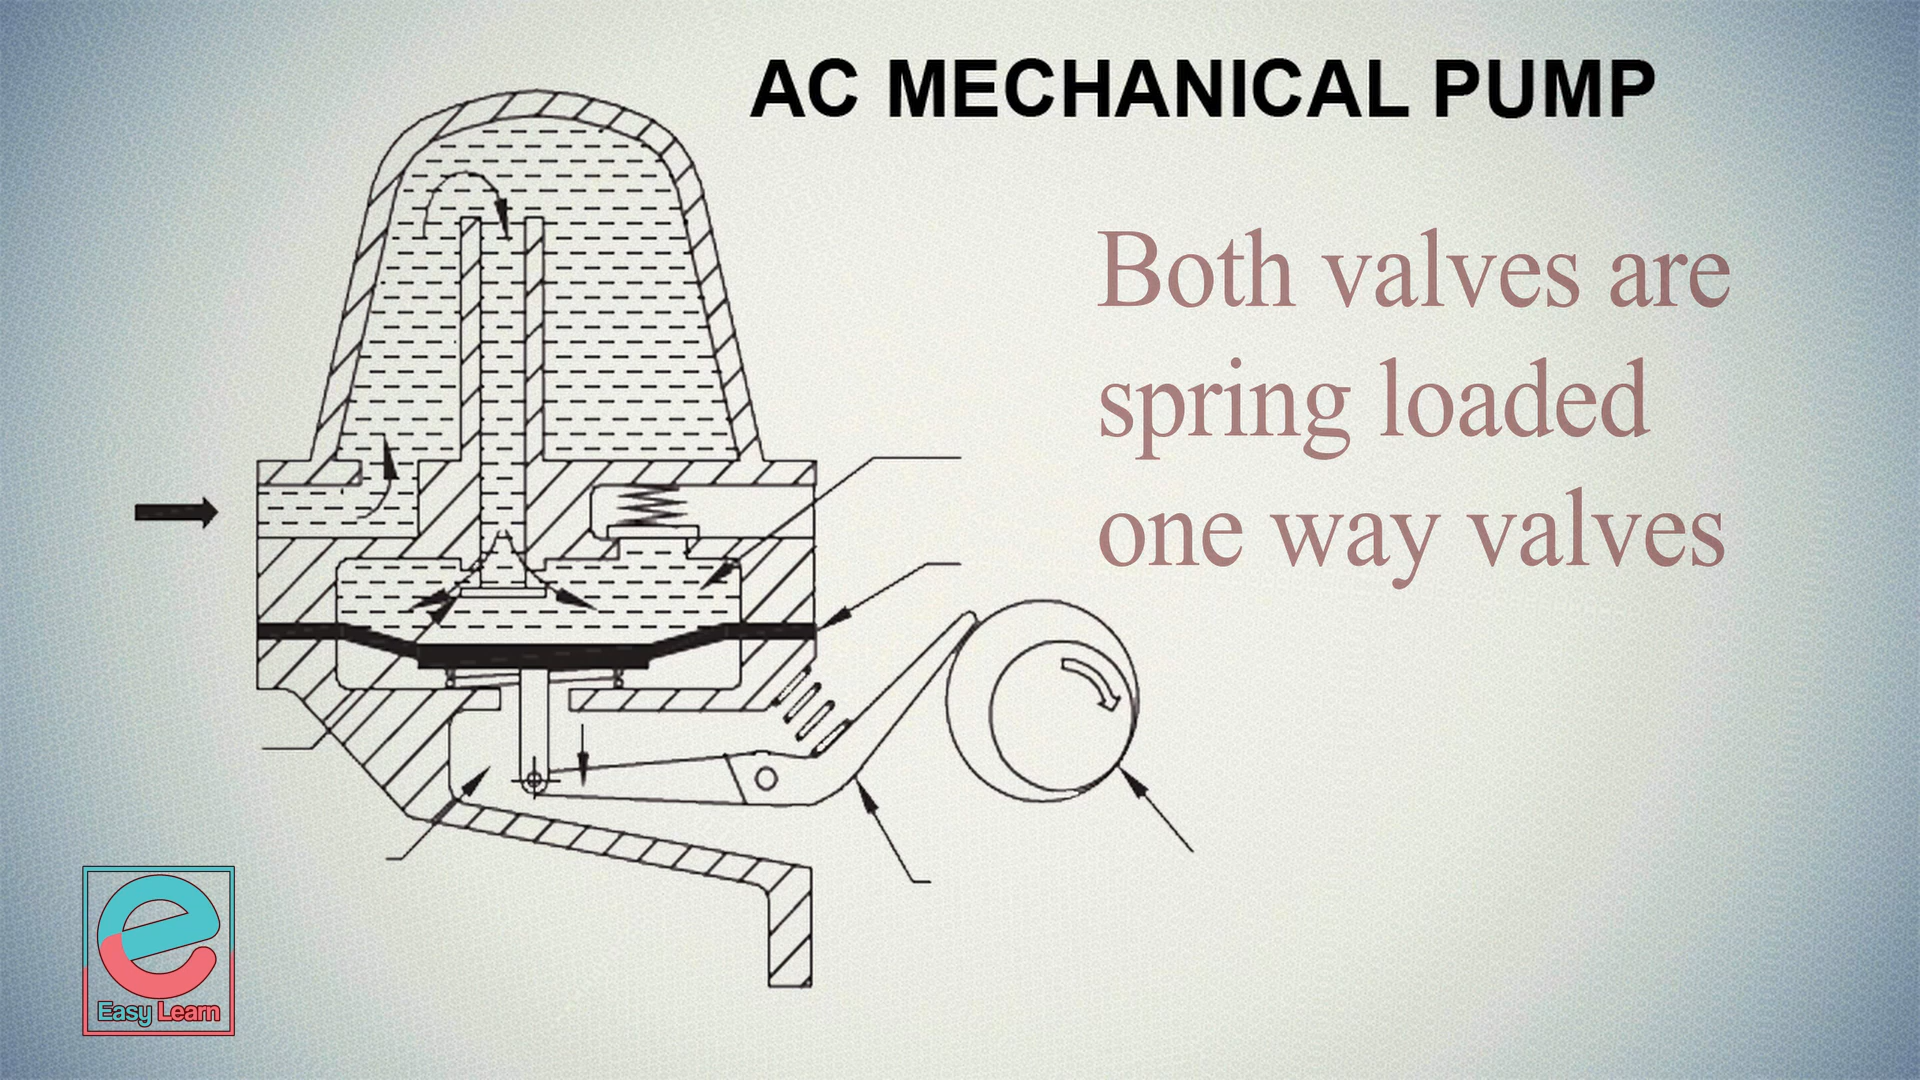 AC MECHANICAL PUMP
Both valves are
spring loaded
one way valves
e
Easy Learn